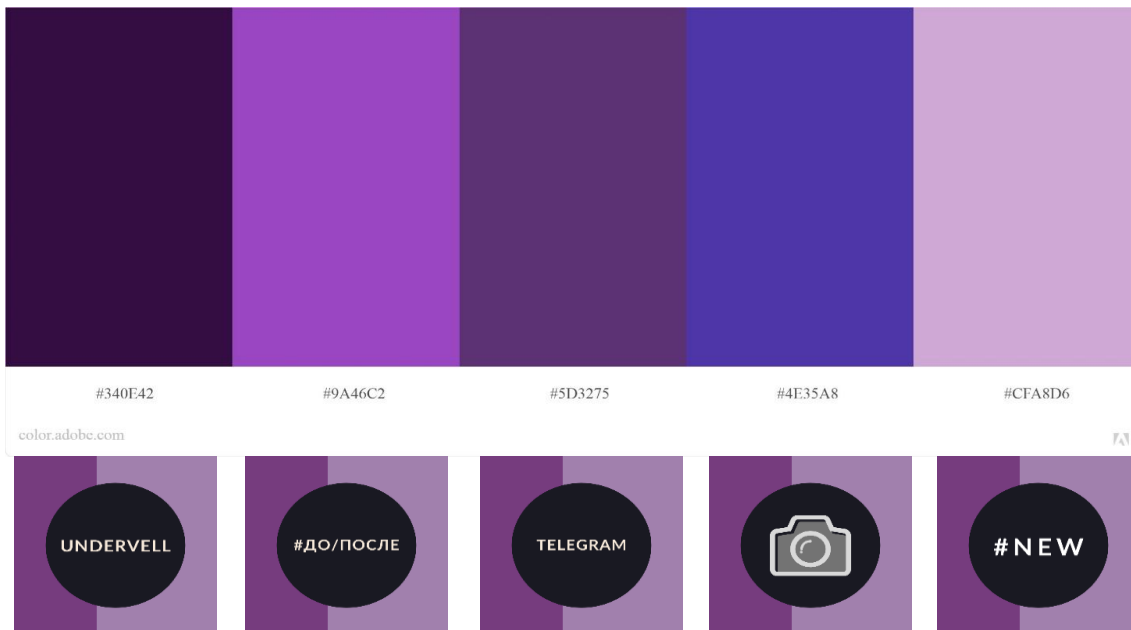 #340E42 #9A46C2 #5D3275 #4E35A8 #CFA8D6
color.adobe.com
UNDERVELL #ДО/ПОСЛЕ TELEGRAM #NEW